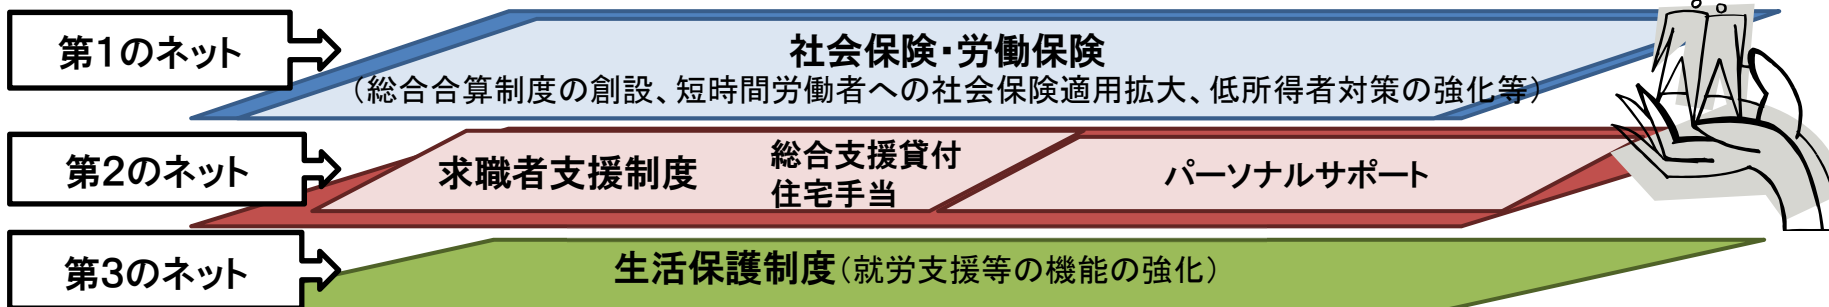 第1のネット
社会保険・労働保険
（総合合算制度の創設、短時間労働者への社会保険適用拡大、低所得者対策の強化等）
第2のネット
求職者支援制度
総合支援貸付
住宅手当
パーソナルサポート
第3のネット
生活保護制度（就労支援等の機能の強化）